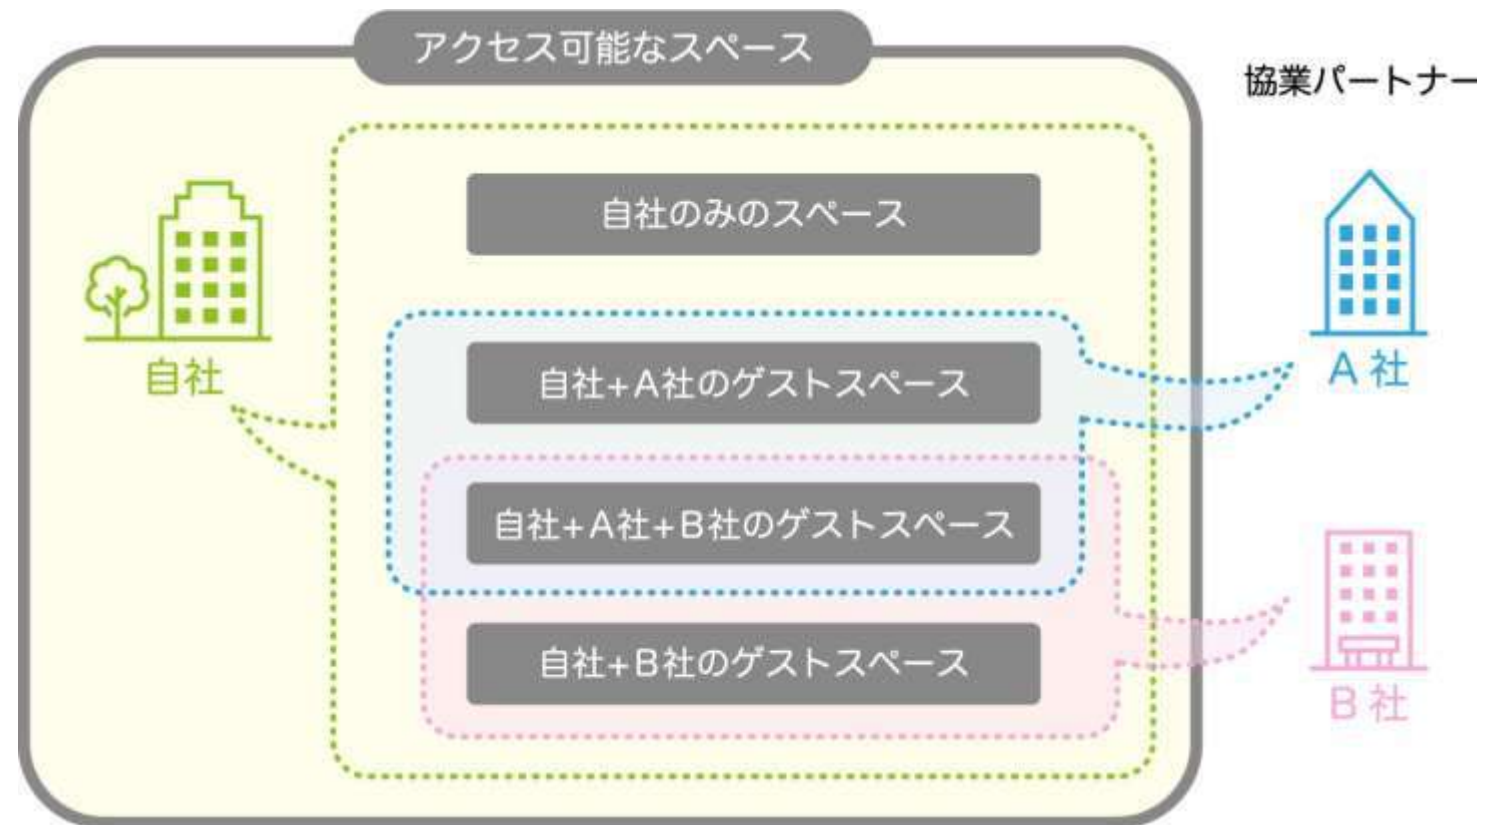 アクセス可能なスペース
協業パートナー
自社のみのスペース
自社
自社+A社のゲストスペース
A社
自社+A社+B社のゲストスペース
自社+B社のゲストスペース
B社